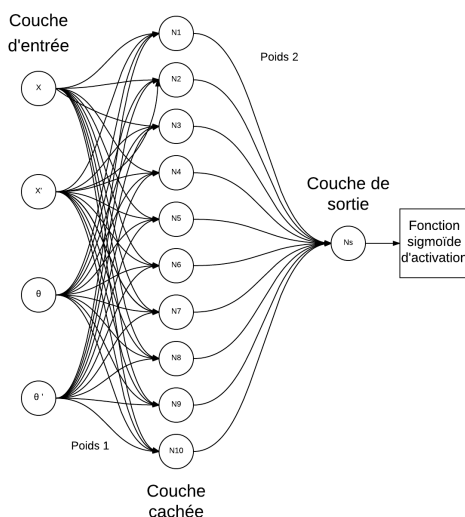 Couche
d'entrée
X
X'
θ
θ '
Poids 1
N1
N2
N3
N4
N5
N6
N7
N8
N9
N10
Couche
cachée
Poids 2
Couche de
sortie
Ns
Fonction
sigmoïde
d'activation